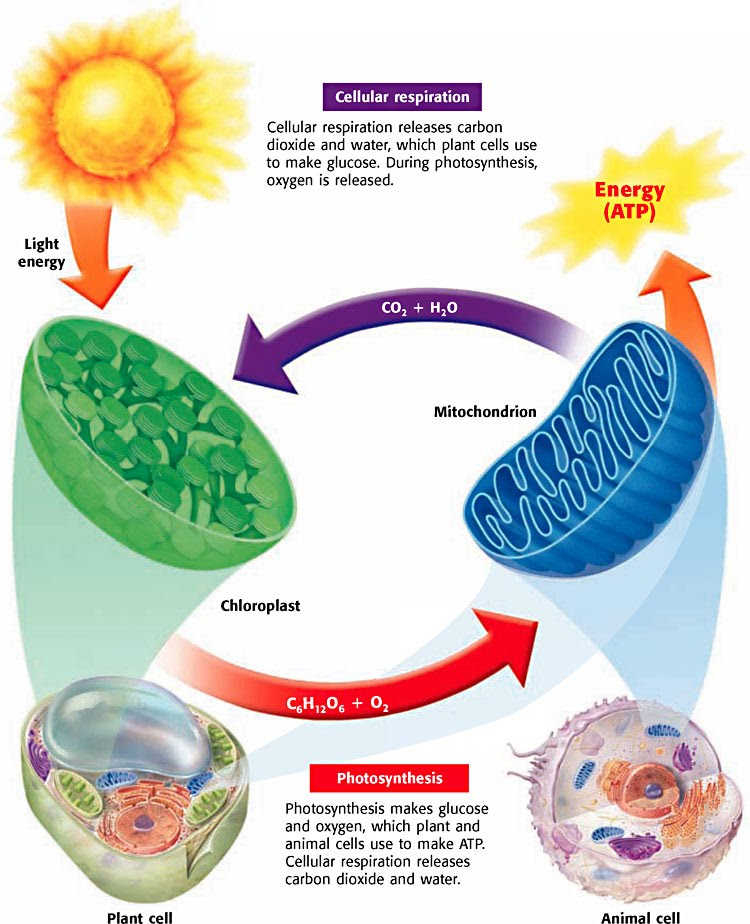 Cellular respiration
Cellular respiration releases carbon
dioxide and water, which plant cells use
to make glucose. During photosynthesis,
oxygen is released.
Energy
(ATP)
Light
energy
CO₂ + H₂O
Mitochondrion
Chloroplast
C₆H₁₂O₆ + O₂
Photosynthesis
Photosynthesis makes glucose
and oxygen, which plant and
animal cells use to make ATP.
Cellular respiration releases
carbon dioxide and water.
Plant cell
Animal cell